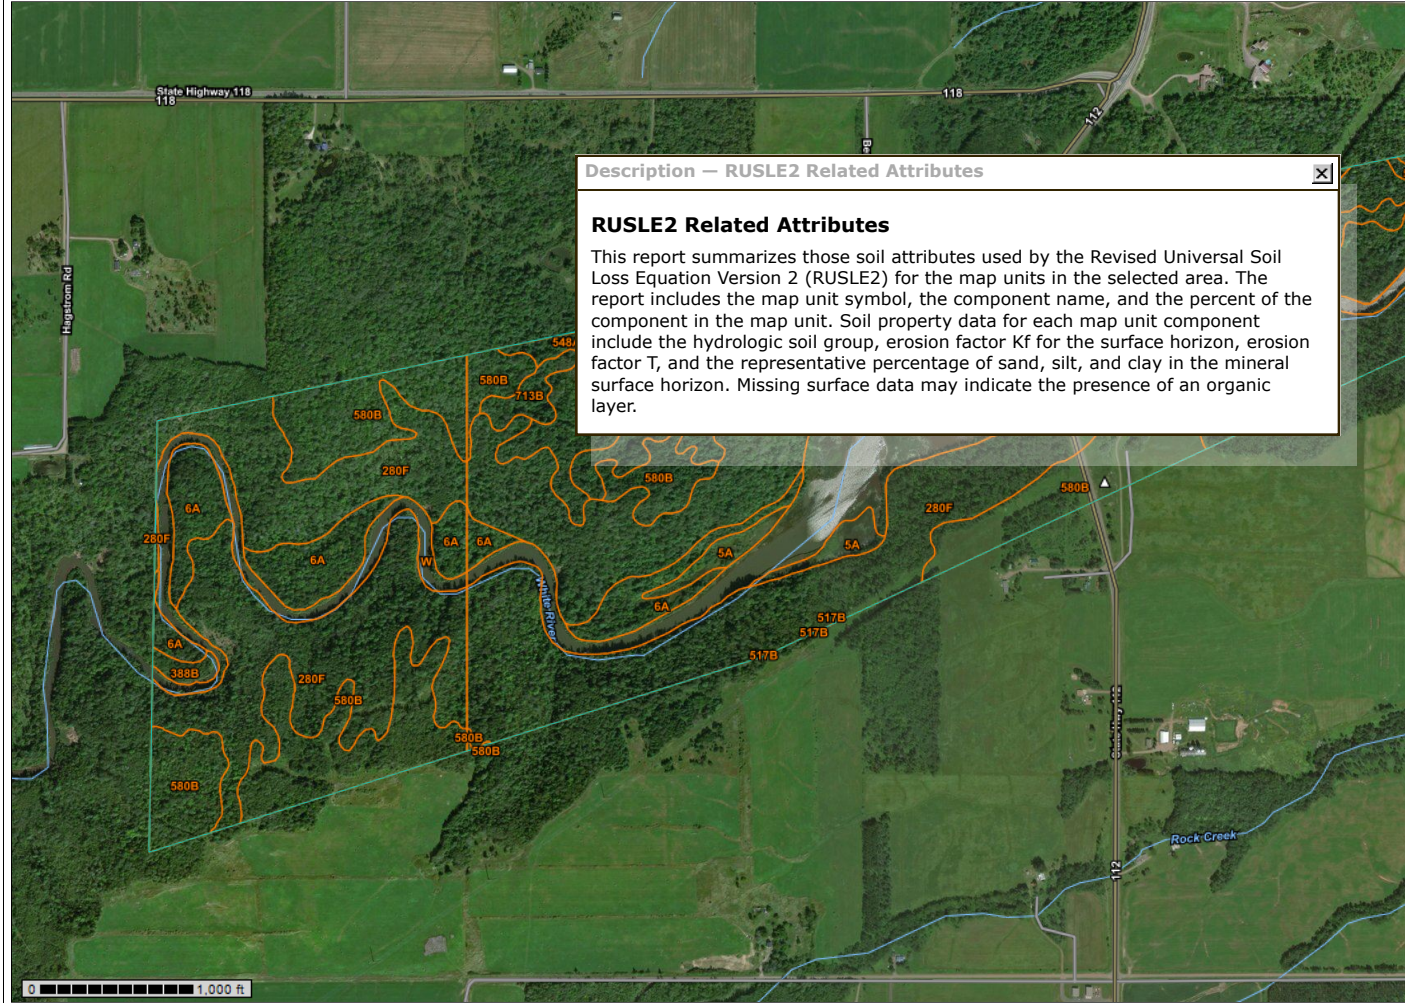 State Highway 118
118
118
112
Be
Hagstrom Rd
Description — RUSLE2 Related Attributes
RUSLE2 Related Attributes
This report summarizes those soil attributes used by the Revised Universal Soil
Loss Equation Version 2 (RUSLE2) for the map units in the selected area. The
report includes the map unit symbol, the component name, and the percent of the
component in the map unit. Soil property data for each map unit component
include the hydrologic soil group, erosion factor Kf for the surface horizon, erosion
factor T, and the representative percentage of sand, silt, and clay in the mineral
surface horizon. Missing surface data may indicate the presence of an organic
layer.
548A
580B
713B
580B
280F
580B
580B
280F
6A
280F
6A
6A
6A
W
5A
5A
White River
6A
517B
517B
517B
6A
388B
280F
580B
580B
580B
580B
Rock Creek
112
0
1,000 ft